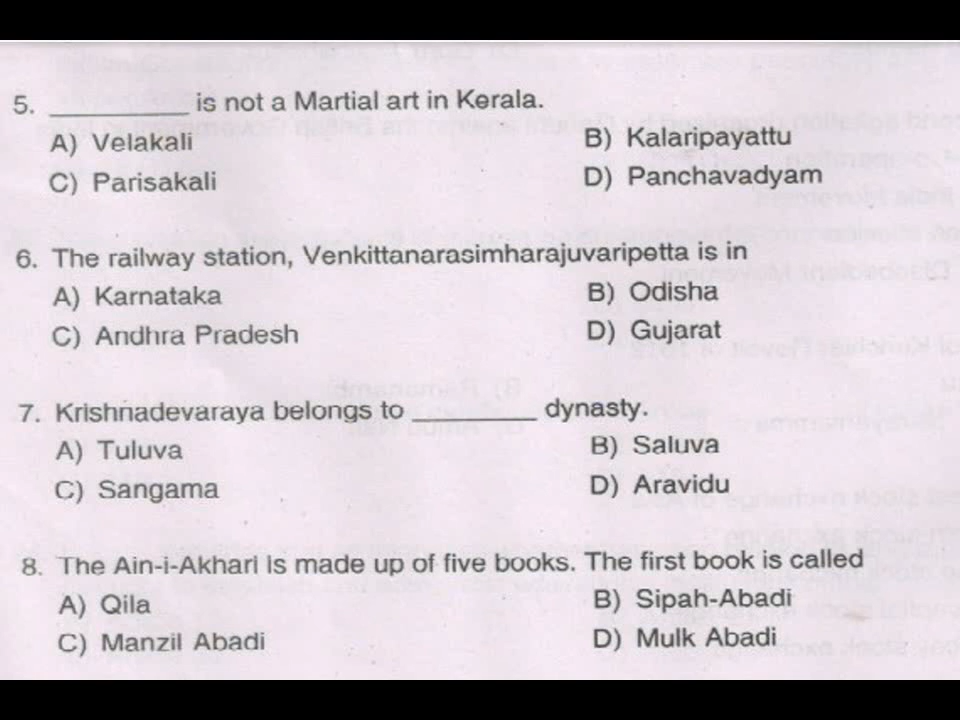 5. __________ is not a Martial art in Kerala.
A) Velakali B) Kalaripayattu
C) Parisakali D) Panchavadyam
6. The railway station, Venkittanarasimharajuvaripetta is in
A) Karnataka B) Odisha
C) Andhra Pradesh D) Gujarat
7. Krishnadevaraya belongs to __________ dynasty.
A) Tuluva B) Saluva
C) Sangama D) Aravidu
8. The Ain-i-Akhari is made up of five books. The first book is called
A) Qila B) Sipah-Abadi
C) Manzil Abadi D) Mulk Abadi